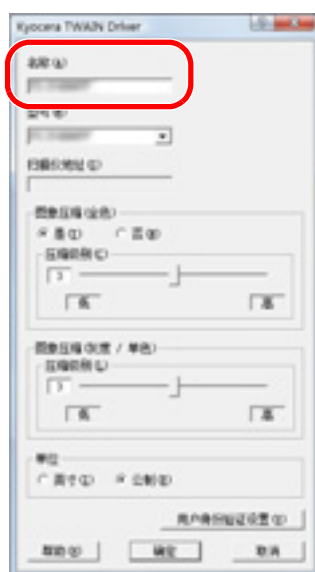 Kyocera TWAIN Driver
名称(A)
型号(B)
扫描仪地址(C)
图象压缩(全色)
是(D) 否(B)
压缩级别(C)
3
低 高
图象压缩(灰度 / 单色)
压缩级别(L)
3
低 高
单位
英寸(I) 公制(E)
用户身份验证设置(O)
帮助(H) 确定 取消